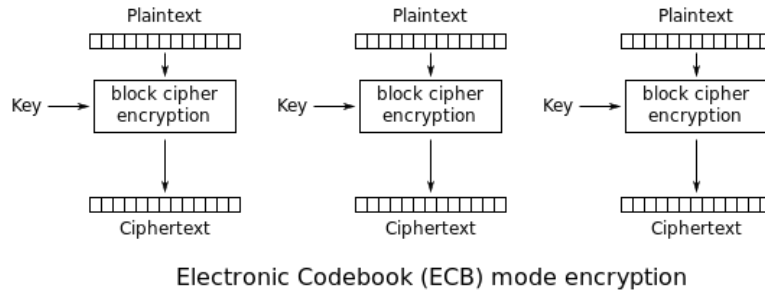 Plaintext
Plaintext
Plaintext
Key
block cipher
encryption
Key
block cipher
encryption
Key
block cipher
encryption
Ciphertext
Ciphertext
Ciphertext
Electronic Codebook (ECB) mode encryption